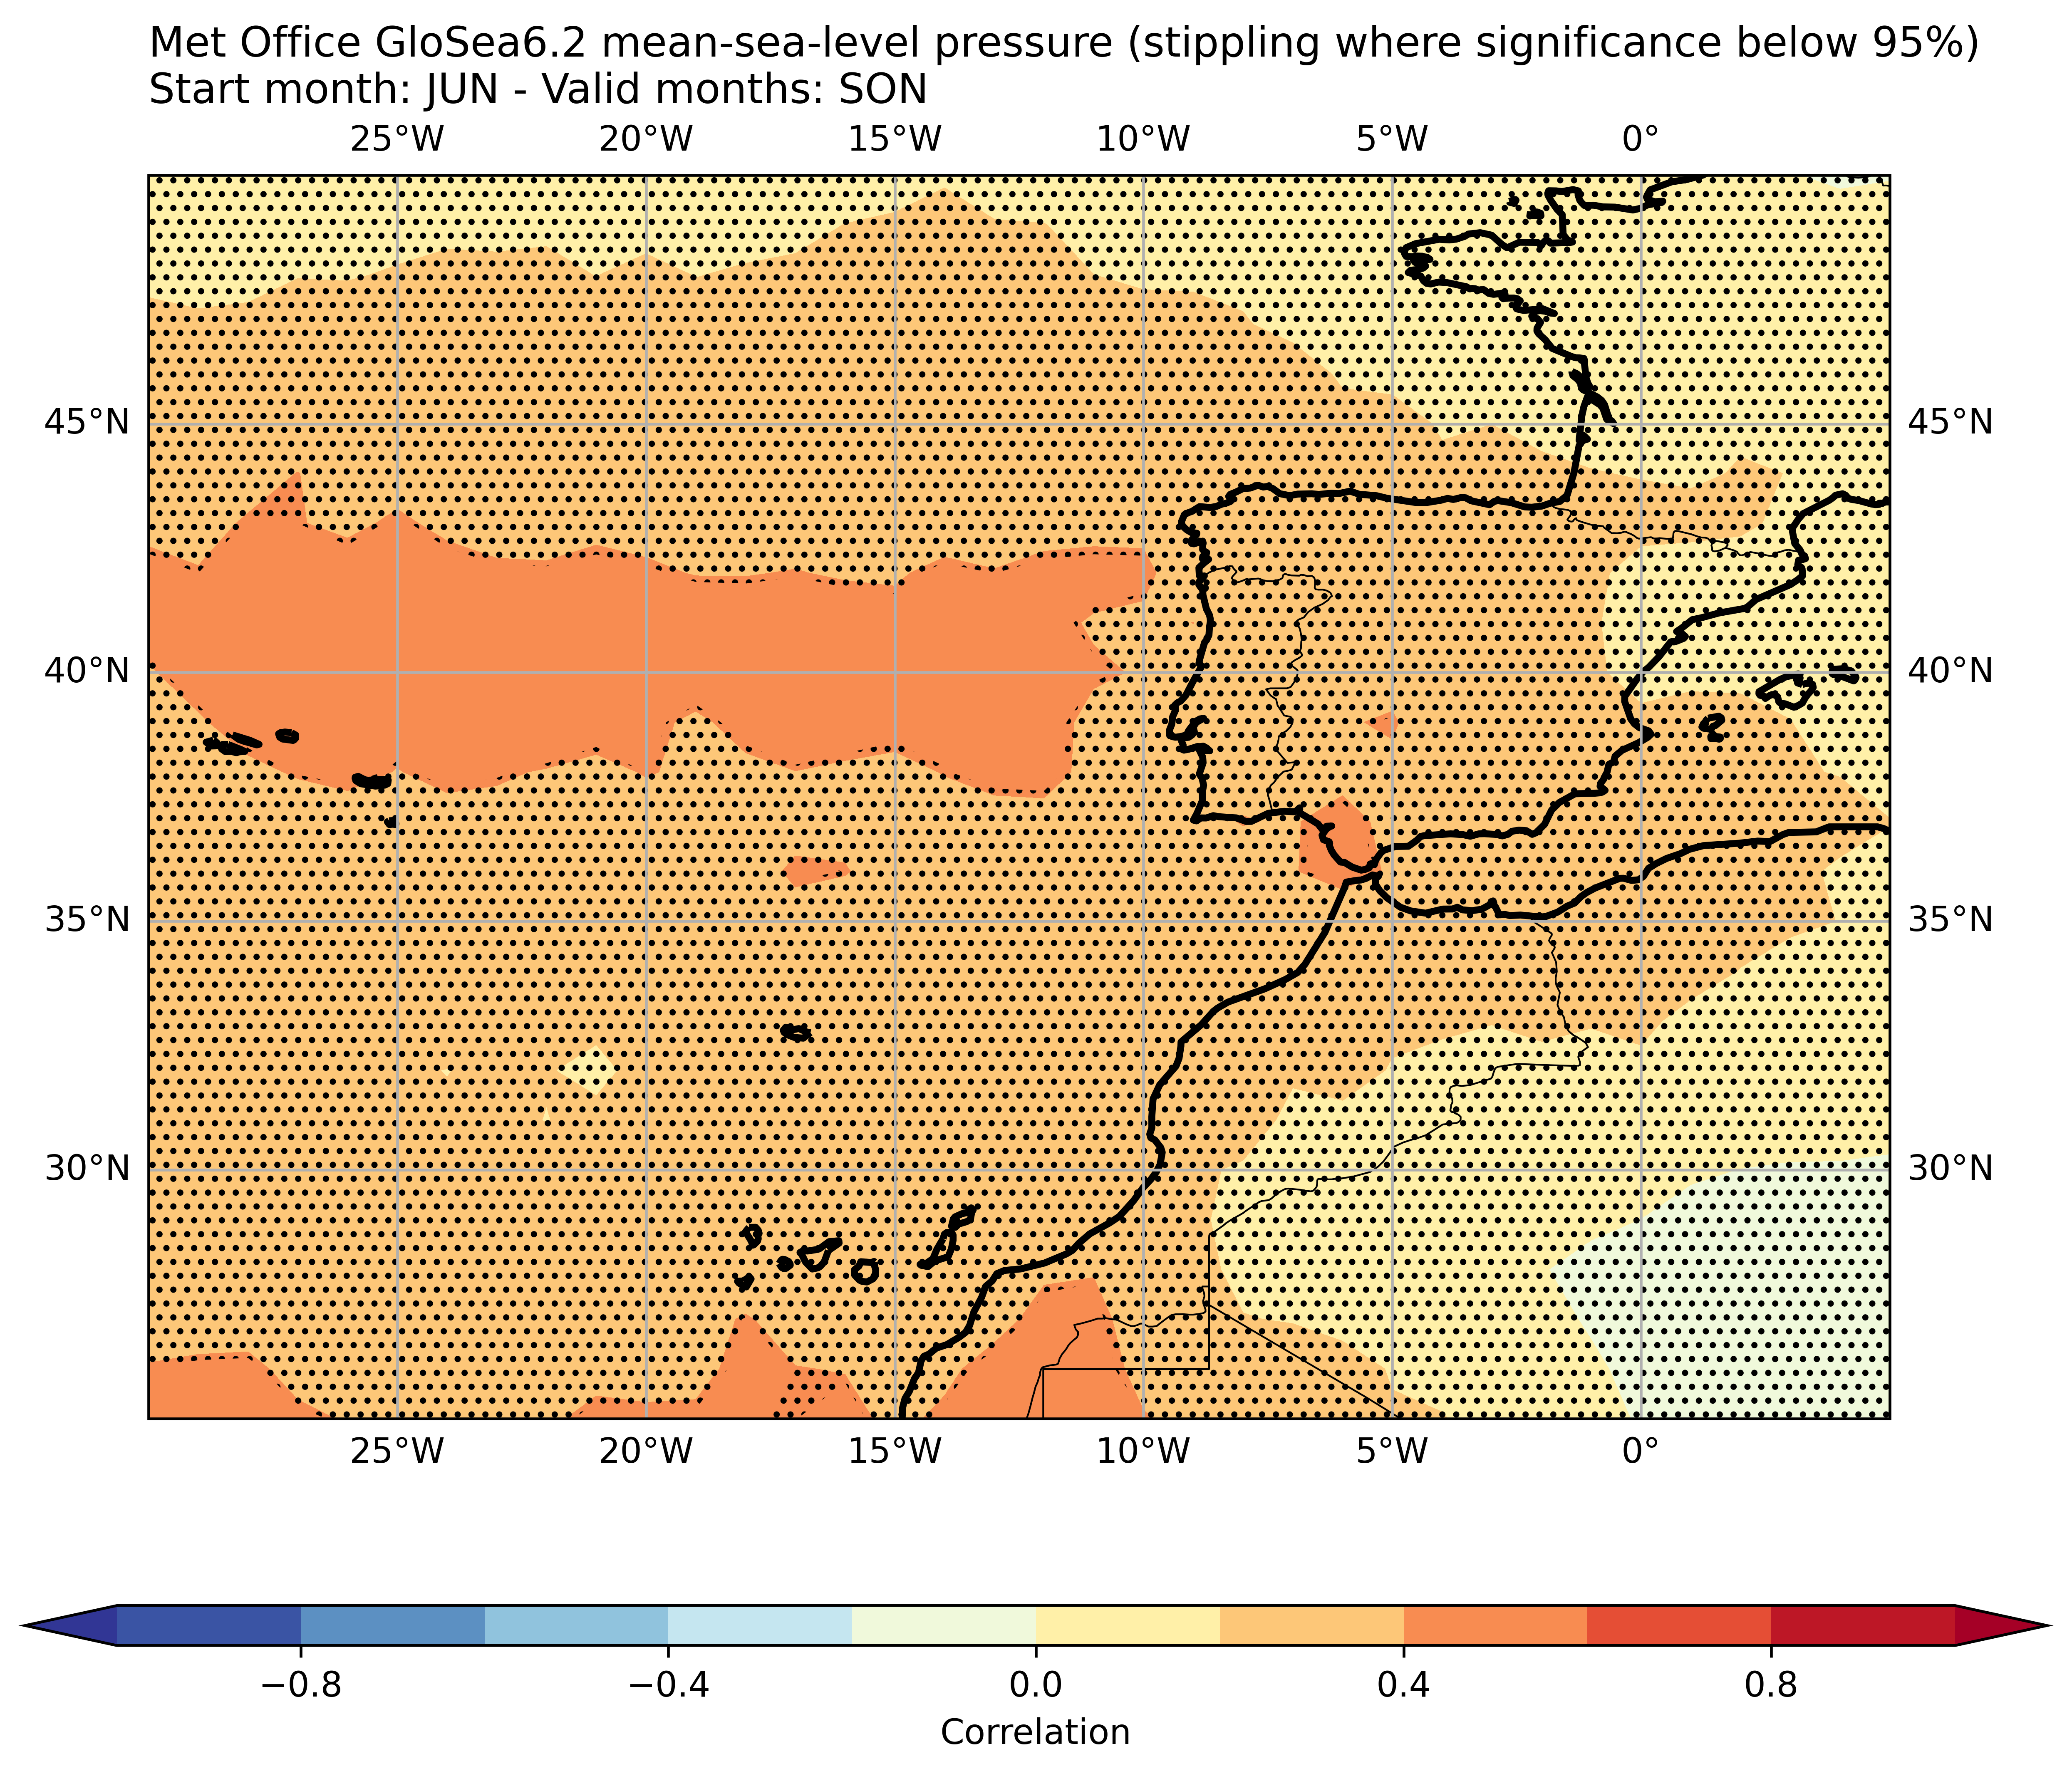 Met Office GloSea6.2 mean-sea-level pressure (stippling where significance below 95%)
Start month: JUN - Valid months: SON
25°W 20°W 15°W 10°W 5°W 0°
45°N 45°N
40°N 40°N
35°N 35°N
30°N 30°N
25°W 20°W 15°W 10°W 5°W 0°
−0.8 −0.4 0.0 0.4 0.8
Correlation